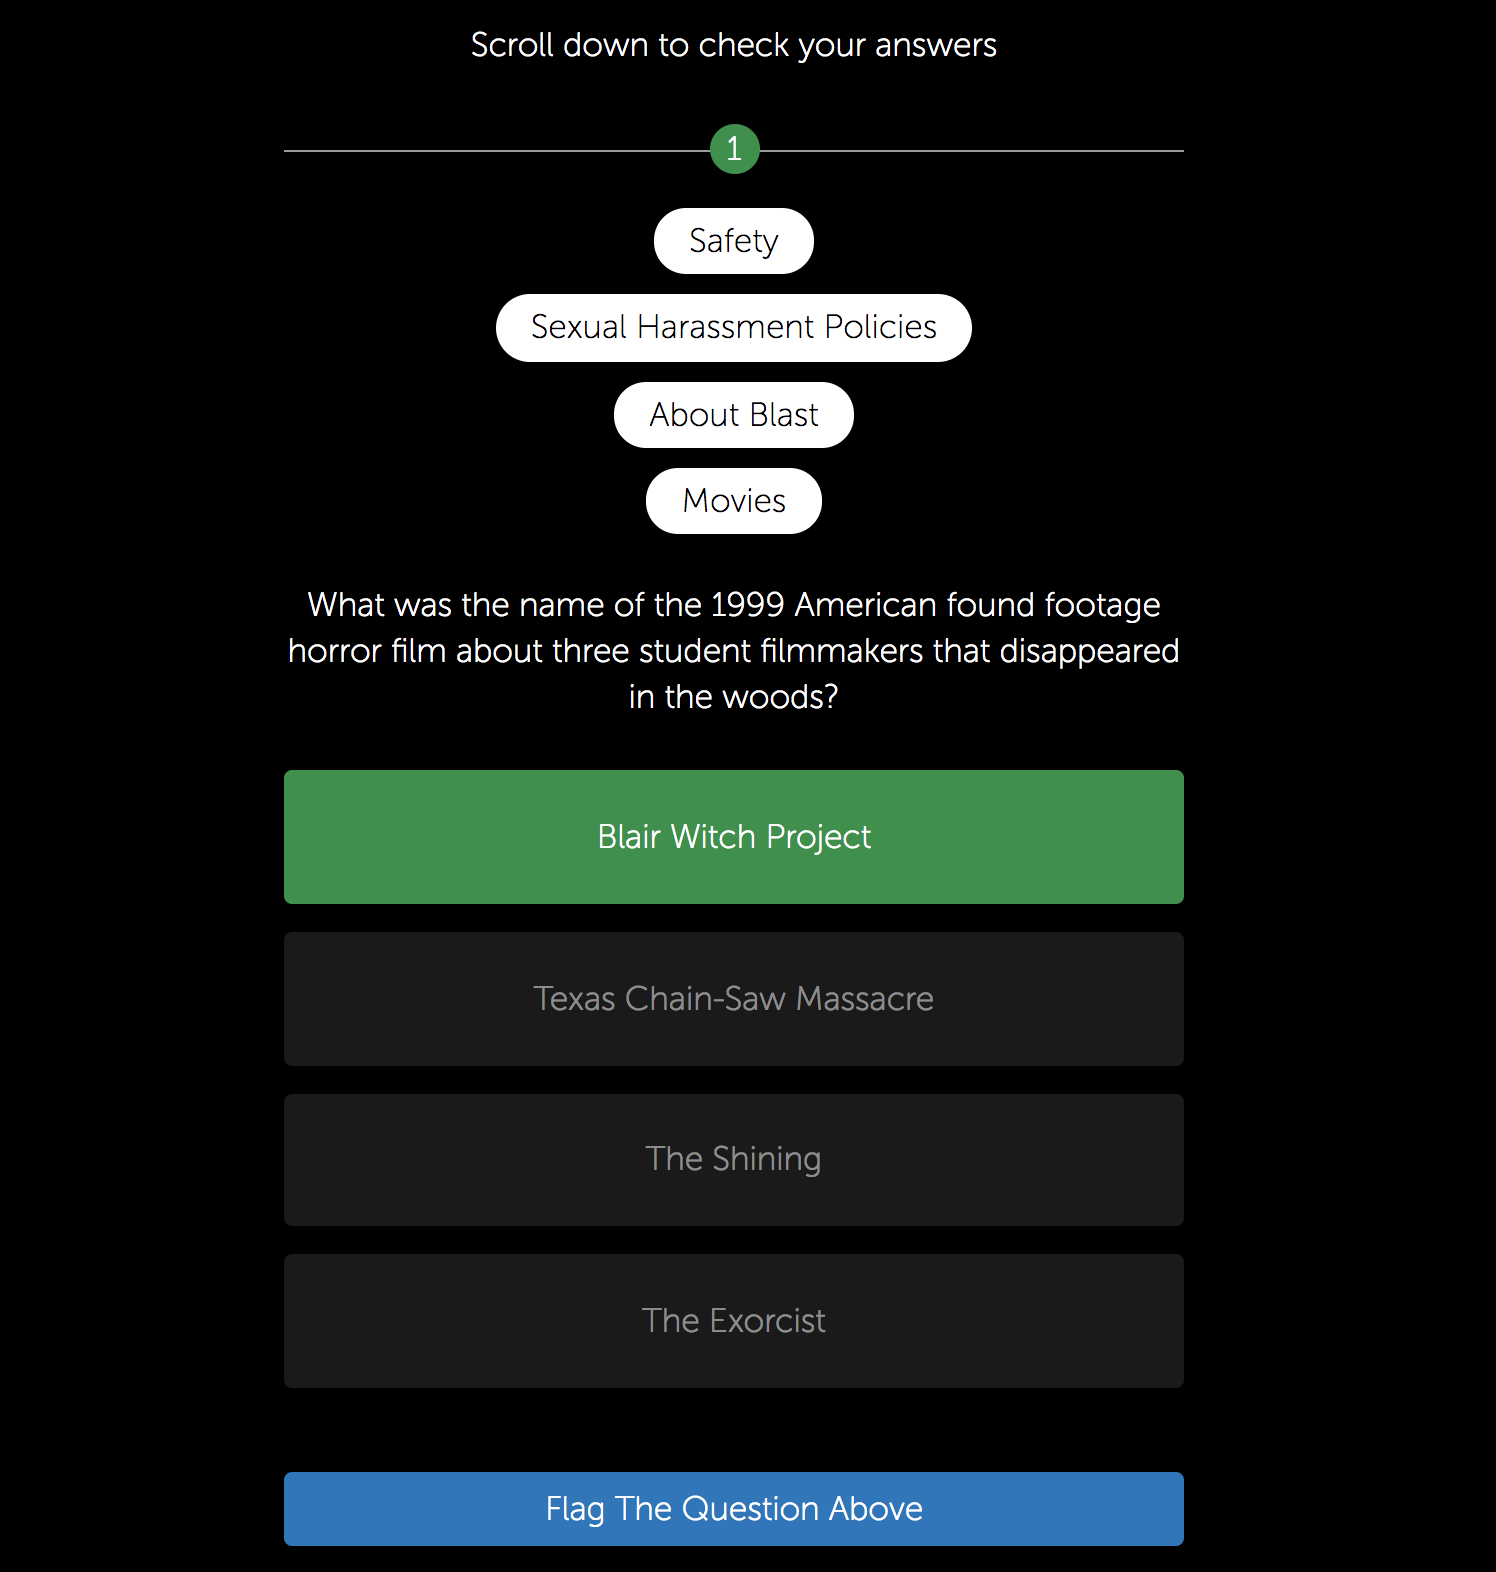 Scroll down to check your answers
1
Safety
Sexual Harassment Policies
About Blast
Movies
What was the name of the 1999 American found footage
horror film about three student filmmakers that disappeared
in the woods?
Blair Witch Project
Texas Chain-Saw Massacre
The Shining
The Exorcist
Flag The Question Above